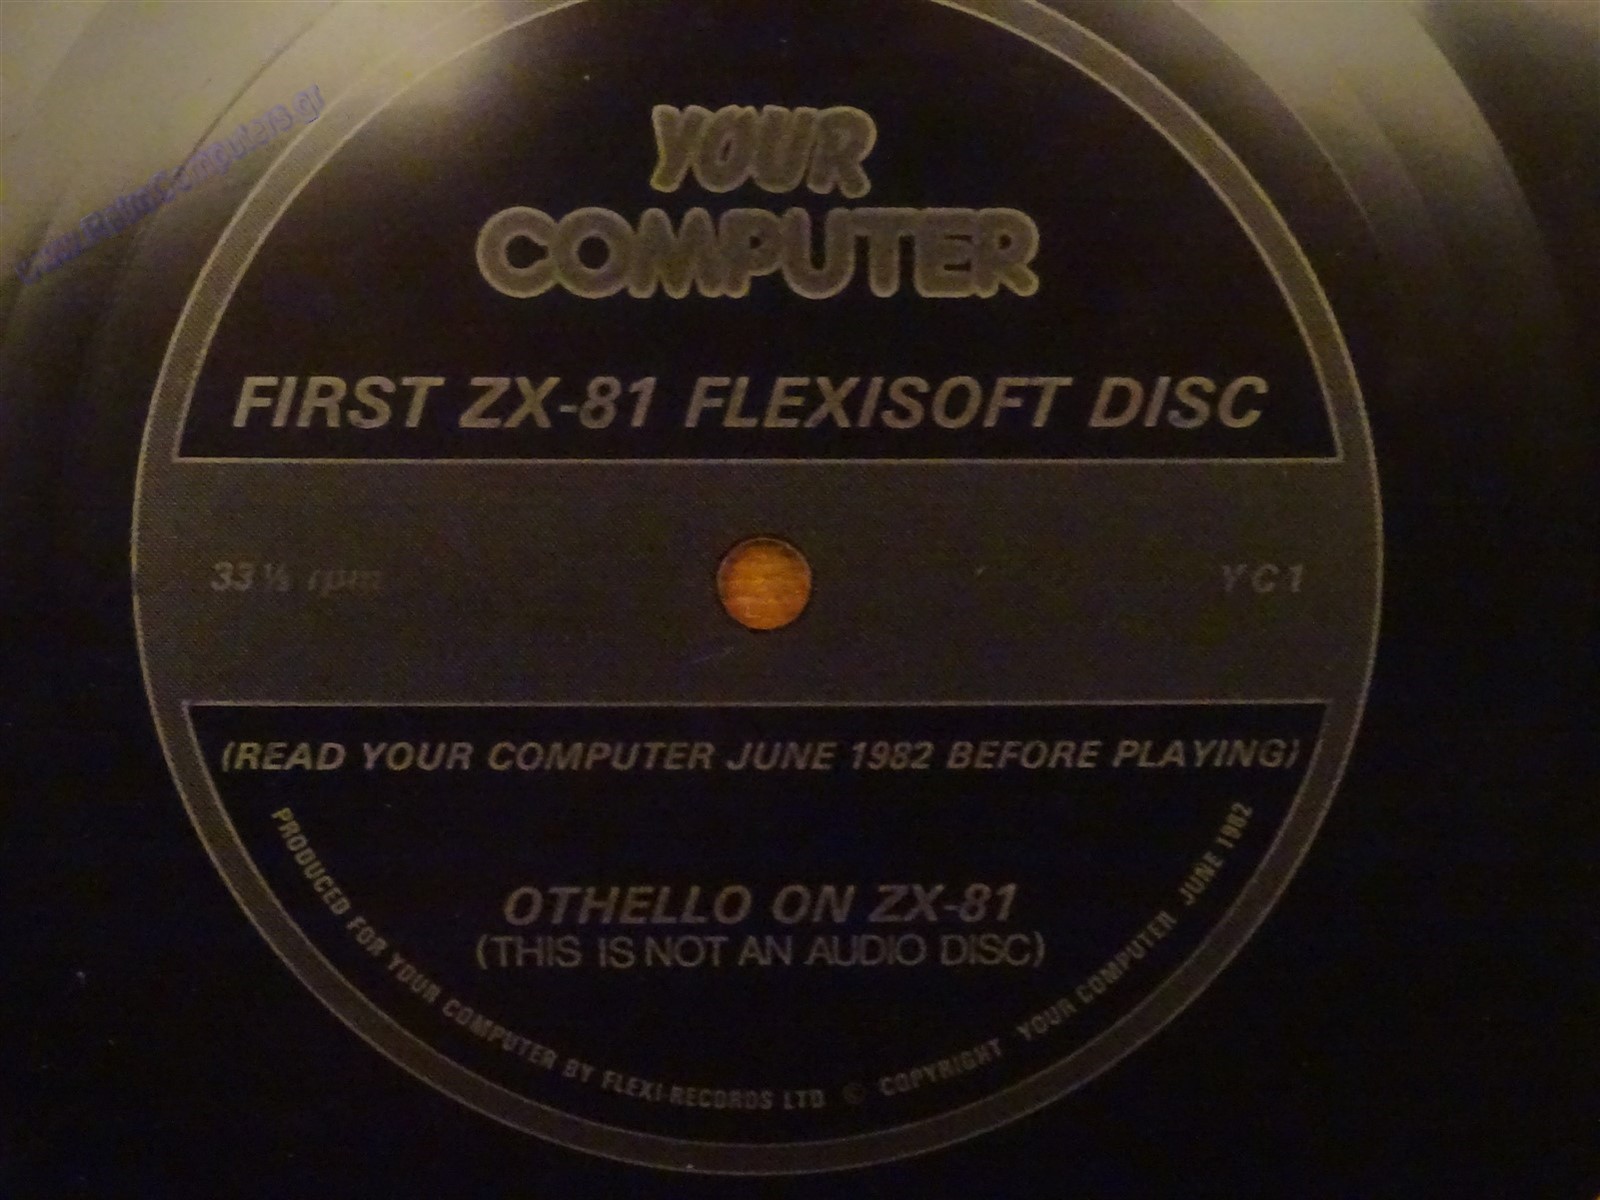 YOUR
COMPUTER
FIRST ZX-81 FLEXISOFT DISC
33⅓ rpm
YC1
(READ YOUR COMPUTER JUNE 1982 BEFORE PLAYING)
OTHELLO ON ZX-81
(THIS IS NOT AN AUDIO DISC)
PRODUCED FOR YOUR COMPUTER BY FLEXI-RECORDS LTD © COPYRIGHT YOUR COMPUTER JUNE 1982